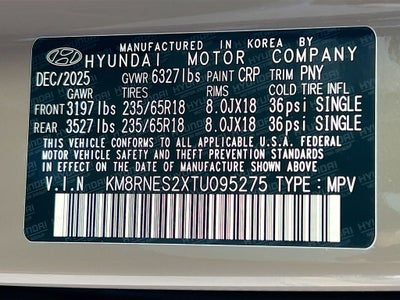 MANUFACTURED IN KOREA BY
HYUNDAI MOTOR COMPANY
DEC/2025 GVWR 6327lbs PAINT CRP TRIM PNY
GAWR TIRES RIMS COLD TIRE INFL
FRONT 3197lbs 235/65R18 8.0JX18 36psi SINGLE
REAR 3527lbs 235/65R18 8.0JX18 36psi SINGLE
THIS VEHICLE CONFORMS TO ALL APPLICABLE U.S.A. FEDERAL
MOTOR VEHICLE SAFETY AND THEFT PREVENTION STANDARDS
IN EFFECT ON THE DATE OF MANUFACTURE SHOWN ABOVE.
V.I.N KM8RNES2XTU095275 TYPE : MPV